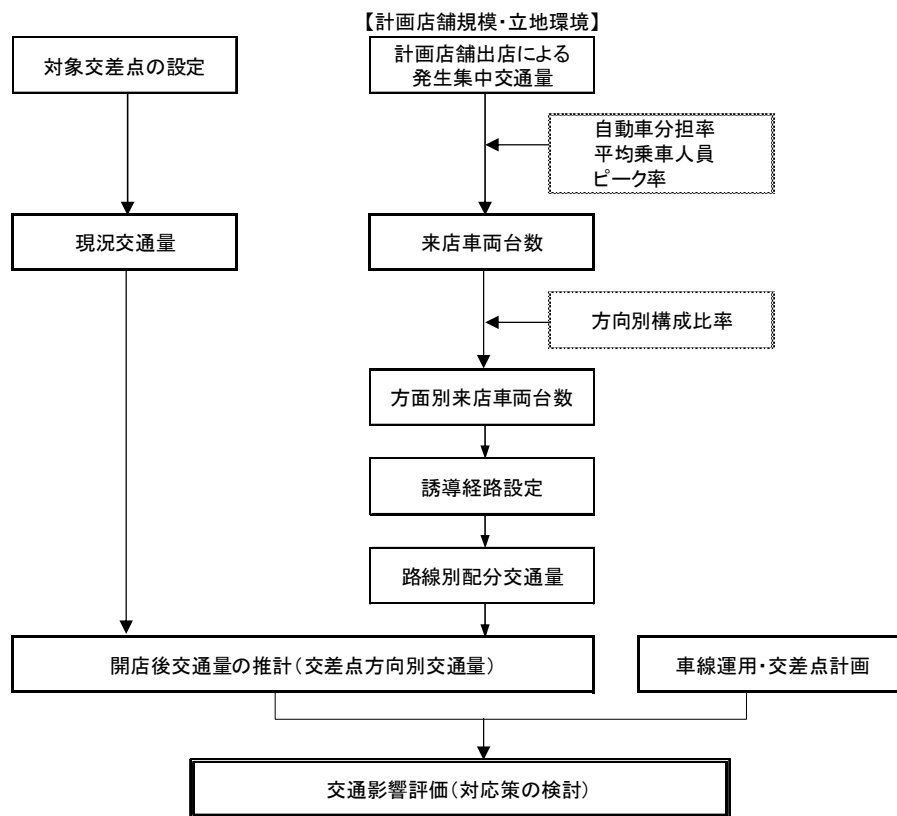 【計画店舗規模・立地環境】
対象交差点の設定
計画店舗出店による
発生集中交通量
自動車分担率
平均乗車人員
ピーク率
現況交通量
来店車両台数
方向別構成比率
方面別来店車両台数
誘導経路設定
路線別配分交通量
開店後交通量の推計(交差点方向別交通量)
車線運用・交差点計画
交通影響評価(対応策の検討)